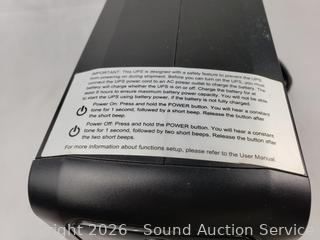 IMPORTANT: This UPS is designed with a safety feature to prevent the UPS
from powering on during shipment. Before you can turn on the UPS, you must
connect the UPS power cord to an AC power outlet to charge the battery. The
battery will charge whether the UPS is on or off. Charge the battery for at
least 8 hours to ensure maximum battery power capacity. You will not be able
to start the UPS using battery power, if the battery is not fully charged.
Power On: Press and hold the POWER button. You will hear a constant
tone for 1 second, followed by a short beep. Release the button after
the short beep.
Power Off: Press and hold the POWER button. You will hear a constant
tone for 1 second, followed by two short beeps. Release the button after
two short beeps.
For more information about functions setup, please refer to the User Manual.
right 2026 - Sound Auction Service